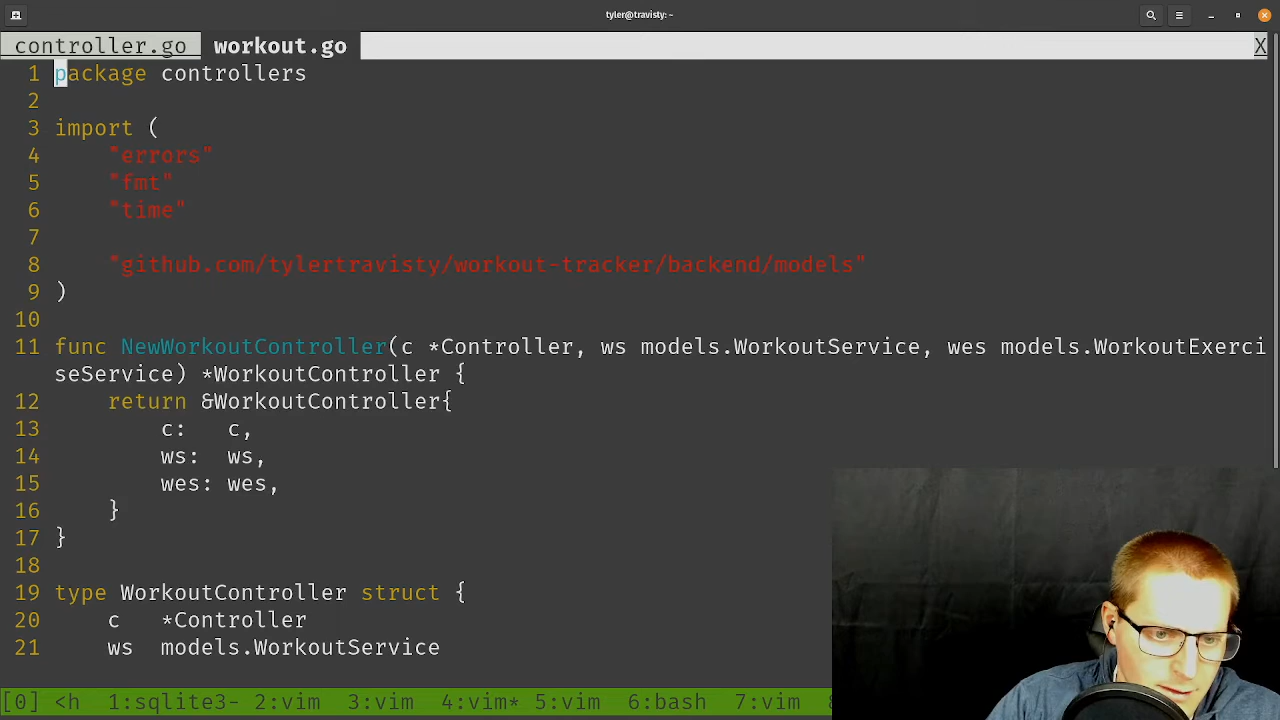 tyler@travisty: ~
controller.go workout.go X
1 package controllers
2
3 import (
4 "errors"
5 "fmt"
6 "time"
7
8 "github.com/tylertravisty/workout-tracker/backend/models"
9 )
10
11 func NewWorkoutController(c *Controller, ws models.WorkoutService, wes models.WorkoutExerci
seService) *WorkoutController {
12 return &WorkoutController{
13 c: c,
14 ws: ws,
15 wes: wes,
16 }
17 }
18
19 type WorkoutController struct {
20 c *Controller
21 ws models.WorkoutService
[0] <h 1:sqlite3- 2:vim 3:vim 4:vim* 5:vim 6:bash 7:vim